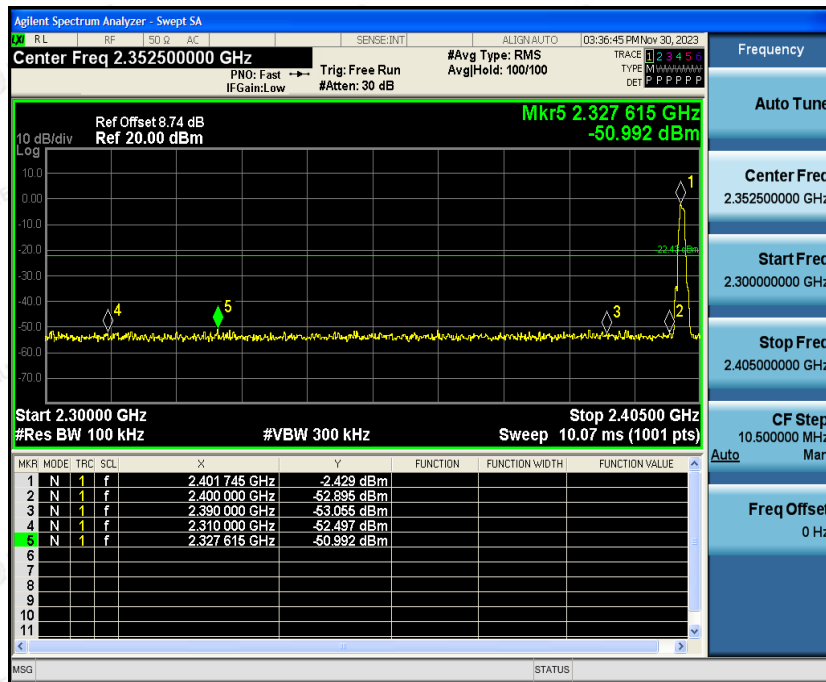 Agilent Spectrum Analyzer - Swept SA
LXI RL RF 50 Ω AC SENSE:INT ALIGNAUTO 03:36:45 PM Nov 30, 2023
Center Freq 2.352500000 GHz
PNO: Fast
IFGain:Low
Trig: Free Run
#Atten: 30 dB
#Avg Type: RMS
Avg|Hold: 100/100
TRACE 1 2 3 4 5 6
TYPE M WWWWW
DET P P P P P P
Ref Offset 8.74 dB
Ref 20.00 dBm
10 dB/div
Log
Mkr5 2.327 615 GHz
-50.992 dBm
10.0
0.00
-10.0
-20.0
-30.0
-40.0
-50.0
-60.0
-70.0
1
-22.43 dBm
4
5
3
2
Start 2.30000 GHz Stop 2.40500 GHz
#Res BW 100 kHz #VBW 300 kHz Sweep 10.07 ms (1001 pts)
MKR MODE TRC SCL X Y FUNCTION FUNCTION WIDTH FUNCTION VALUE
1 N 1 f 2.401 745 GHz -2.429 dBm
2 N 1 f 2.400 000 GHz -52.895 dBm
3 N 1 f 2.390 000 GHz -53.055 dBm
4 N 1 f 2.310 000 GHz -52.497 dBm
5 N 1 f 2.327 615 GHz -50.992 dBm
6
7
8
9
10
11
MSG STATUS
Frequency
Auto Tune
Center Freq
2.352500000 GHz
Start Freq
2.300000000 GHz
Stop Freq
2.405000000 GHz
CF Step
10.500000 MHz
Auto Man
Freq Offset
0 Hz